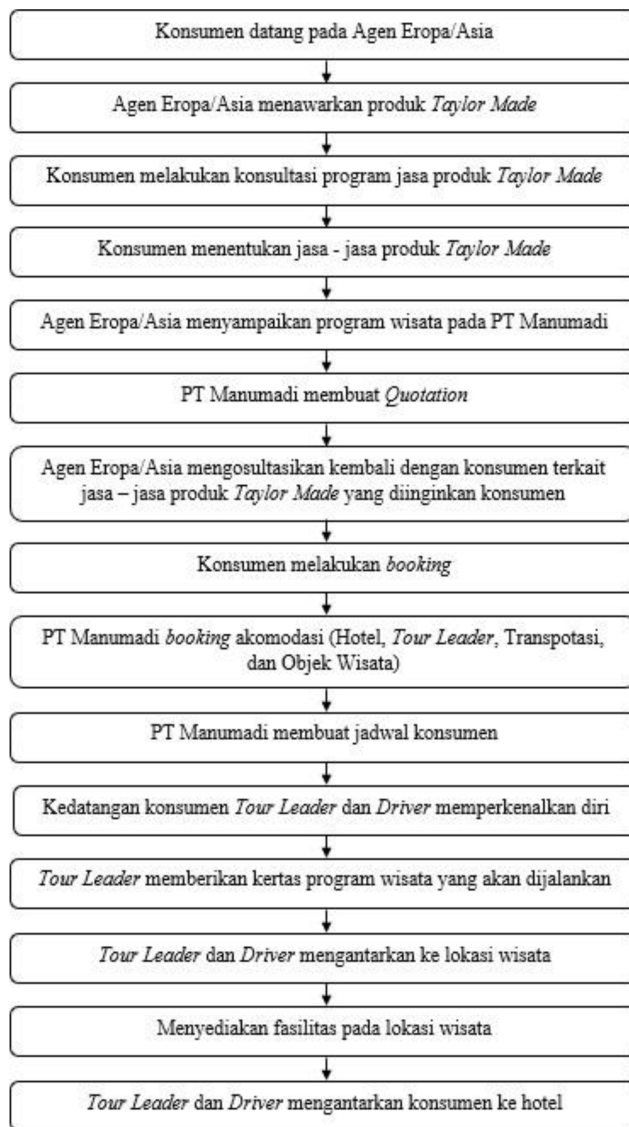 Konsumen datang pada Agen Eropa/Asia
Agen Eropa/Asia menawarkan produk Taylor Made
Konsumen melakukan konsultasi program jasa produk Taylor Made
Konsumen menentukan jasa - jasa produk Taylor Made
Agen Eropa/Asia menyampaikan program wisata pada PT Manumadi
PT Manumadi membuat Quotation
Agen Eropa/Asia mengosultasikan kembali dengan konsumen terkait
jasa – jasa produk Taylor Made yang diinginkan konsumen
Konsumen melakukan booking
PT Manumadi booking akomodasi (Hotel, Tour Leader, Transpotasi,
dan Objek Wisata)
PT Manumadi membuat jadwal konsumen
Kedatangan konsumen Tour Leader dan Driver memperkenalkan diri
Tour Leader memberikan kertas program wisata yang akan dijalankan
Tour Leader dan Driver mengantarkan ke lokasi wisata
Menyediakan fasilitas pada lokasi wisata
Tour Leader dan Driver mengantarkan konsumen ke hotel